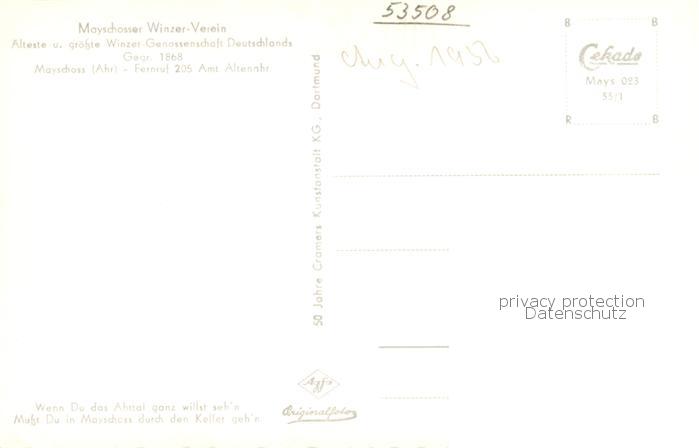 Mayschosser Winzer-Verein
Älteste u. größte Winzer-Genossenschaft Deutschlands
Gegr. 1868
Mayschoss (Ahr) - Fernruf 205 Amt Altenahr
53508
Aug. 1956
B B
Cekade
Mays 023
55/1
R B
50 Jahre Cramers Kunstanstalt KG., Dortmund
privacy protection
Datenschutz
Agfa
Originalfoto
Wenn Du das Ahrtal ganz willst seh'n
Mußt Du in Mayschoss durch den Keller geh'n